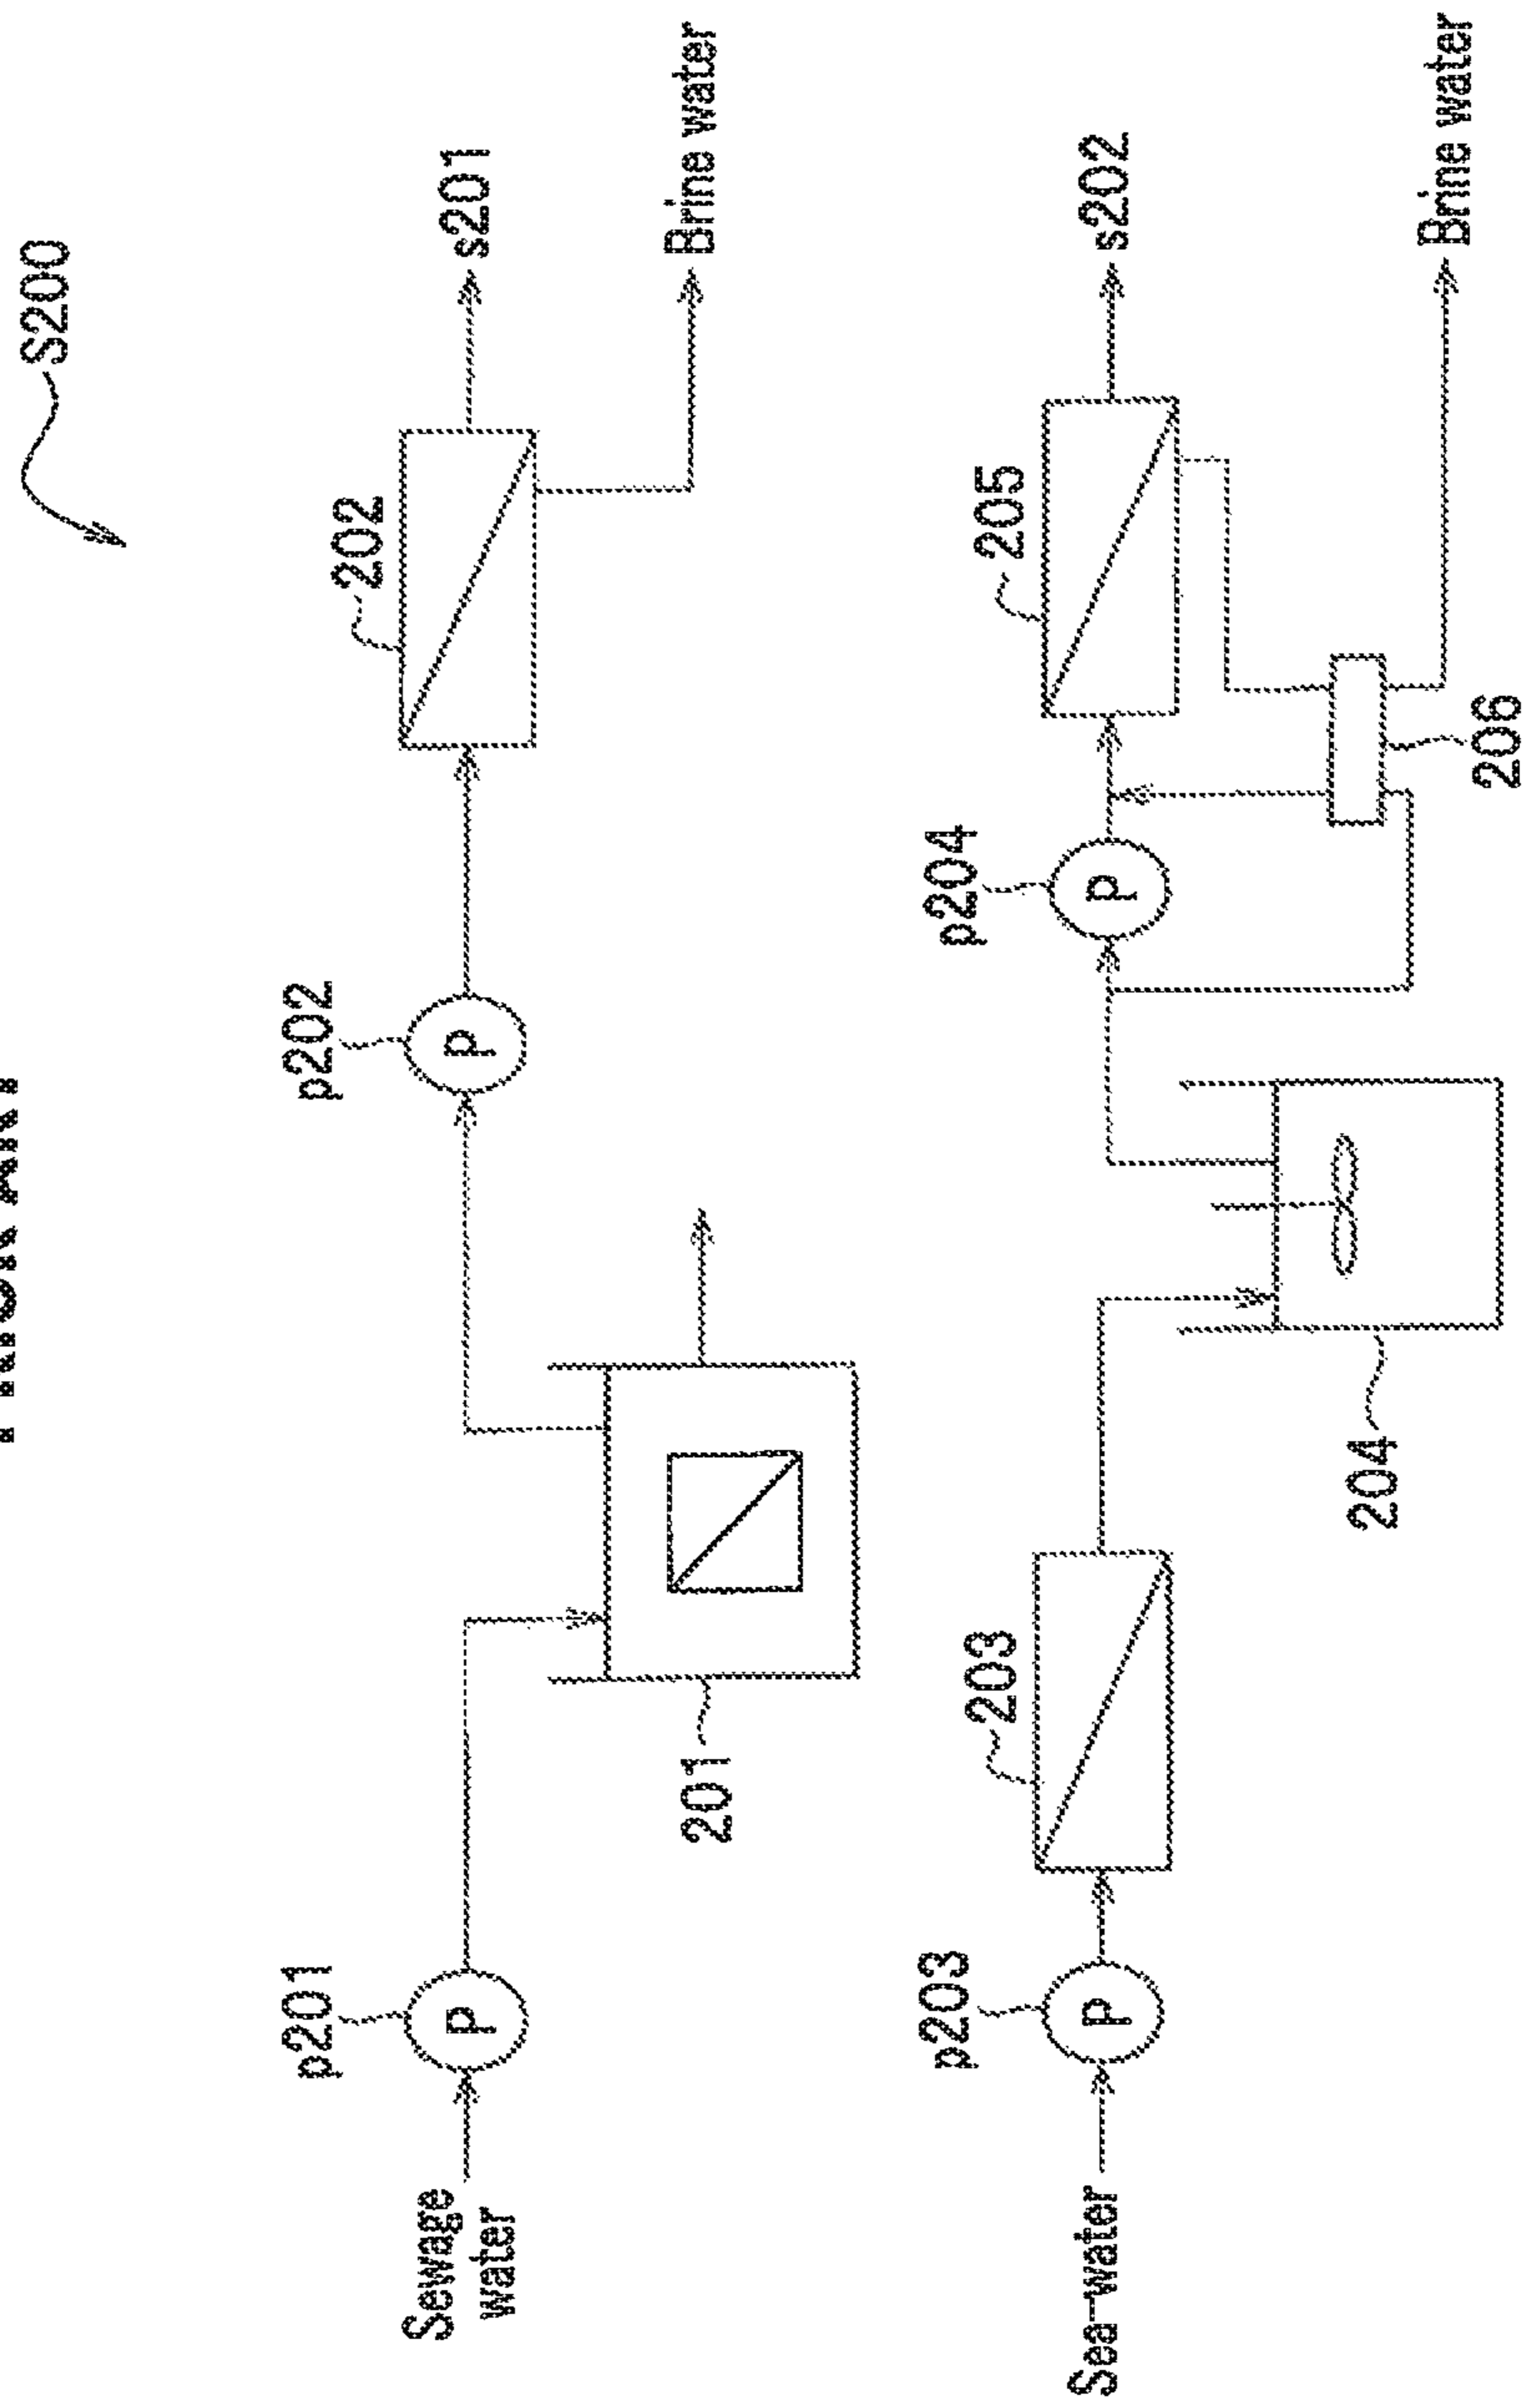 S200
Sewage
water
p201
P
201
p202
P
202
s201
Brine water
Sea-water
p203
P
203
204
p204
P
205
206
s202
Brine water